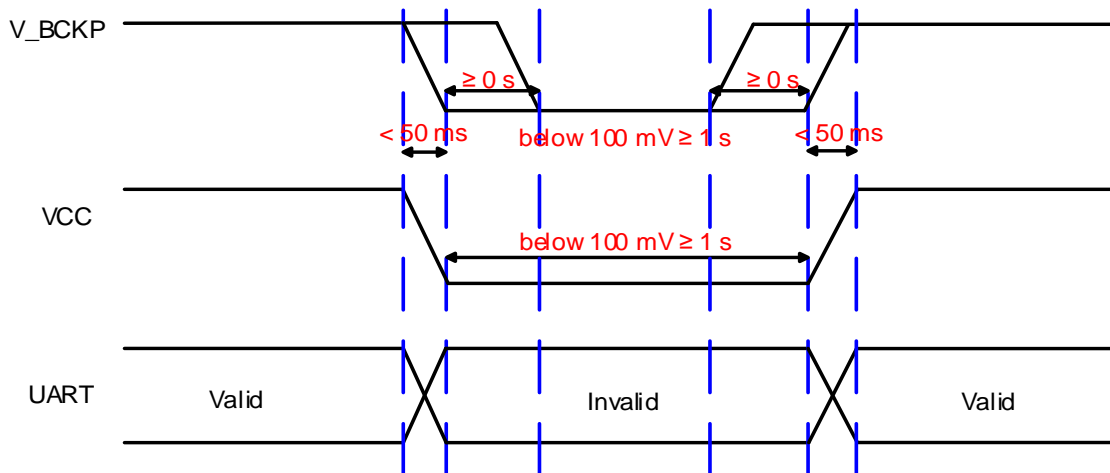 V_BCKP
≥ 0 s
≥ 0 s
< 50 ms
below 100 mV ≥ 1 s
< 50 ms
VCC
below 100 mV ≥ 1 s
UART
Valid
Invalid
Valid